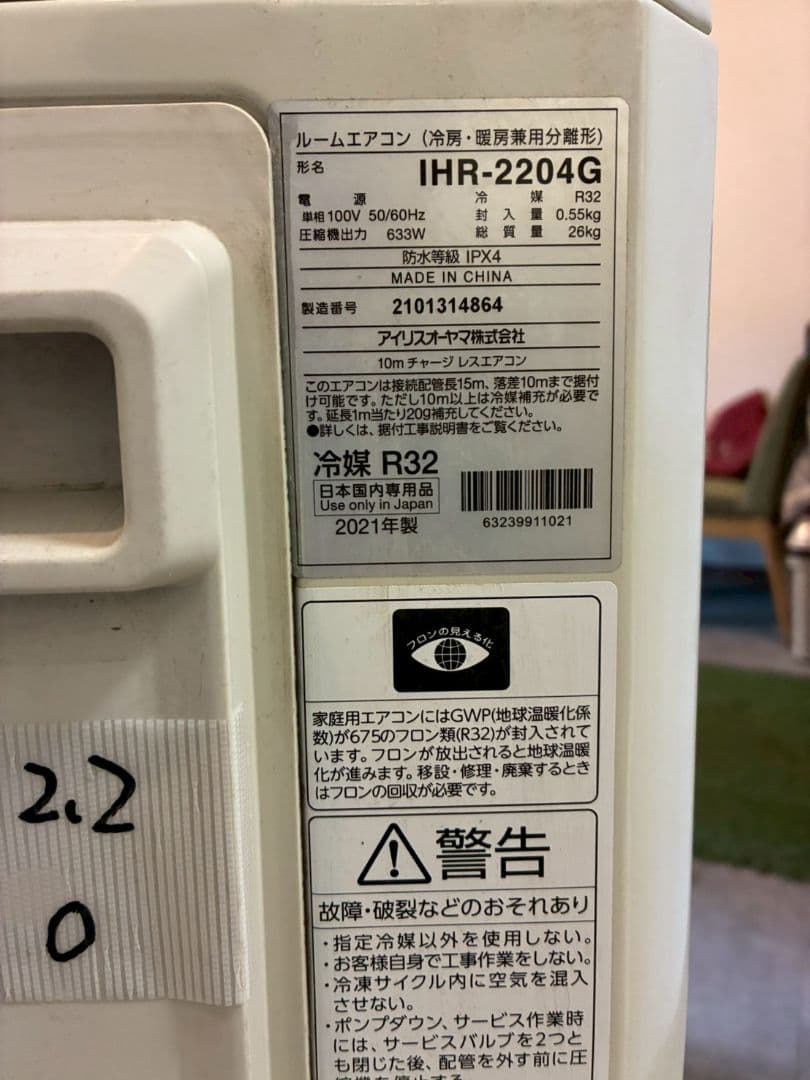 ルームエアコン (冷房・暖房兼用分離形)
形名 IHR-2204G
電源 冷媒 R32
単相100V 50/60Hz 封入量 0.55kg
圧縮機出力 633W 総質量 26kg
防水等級 IPX4
MADE IN CHINA
製造番号 2101314864
アイリスオーヤマ株式会社
10mチャージレスエアコン
このエアコンは接続配管長15m、落差10mまで据付
け可能です。ただし10m以上は冷媒補充が必要で
す。延長1m当たり20g補充してください。
●詳しくは、据付工事説明書をご覧ください。
冷媒 R32
日本国内専用品
Use only in Japan
2021年製
63239911021
フロンの見える化
家庭用エアコンにはGWP(地球温暖化係
数)が675のフロン類(R32)が封入されて
います。フロンが放出されると地球温暖
化が進みます。移設・修理・廃棄するとき
はフロンの回収が必要です。
警告
故障・破裂などのおそれあり
・指定冷媒以外を使用しない。
・お客様自身で工事作業をしない。
・冷凍サイクル内に空気を混入
させない。
・ポンプダウン、サービス作業時
には、サービスバルブを2つと
も閉じた後、配管を外す前に圧
縮機を停止する。
2.2
0